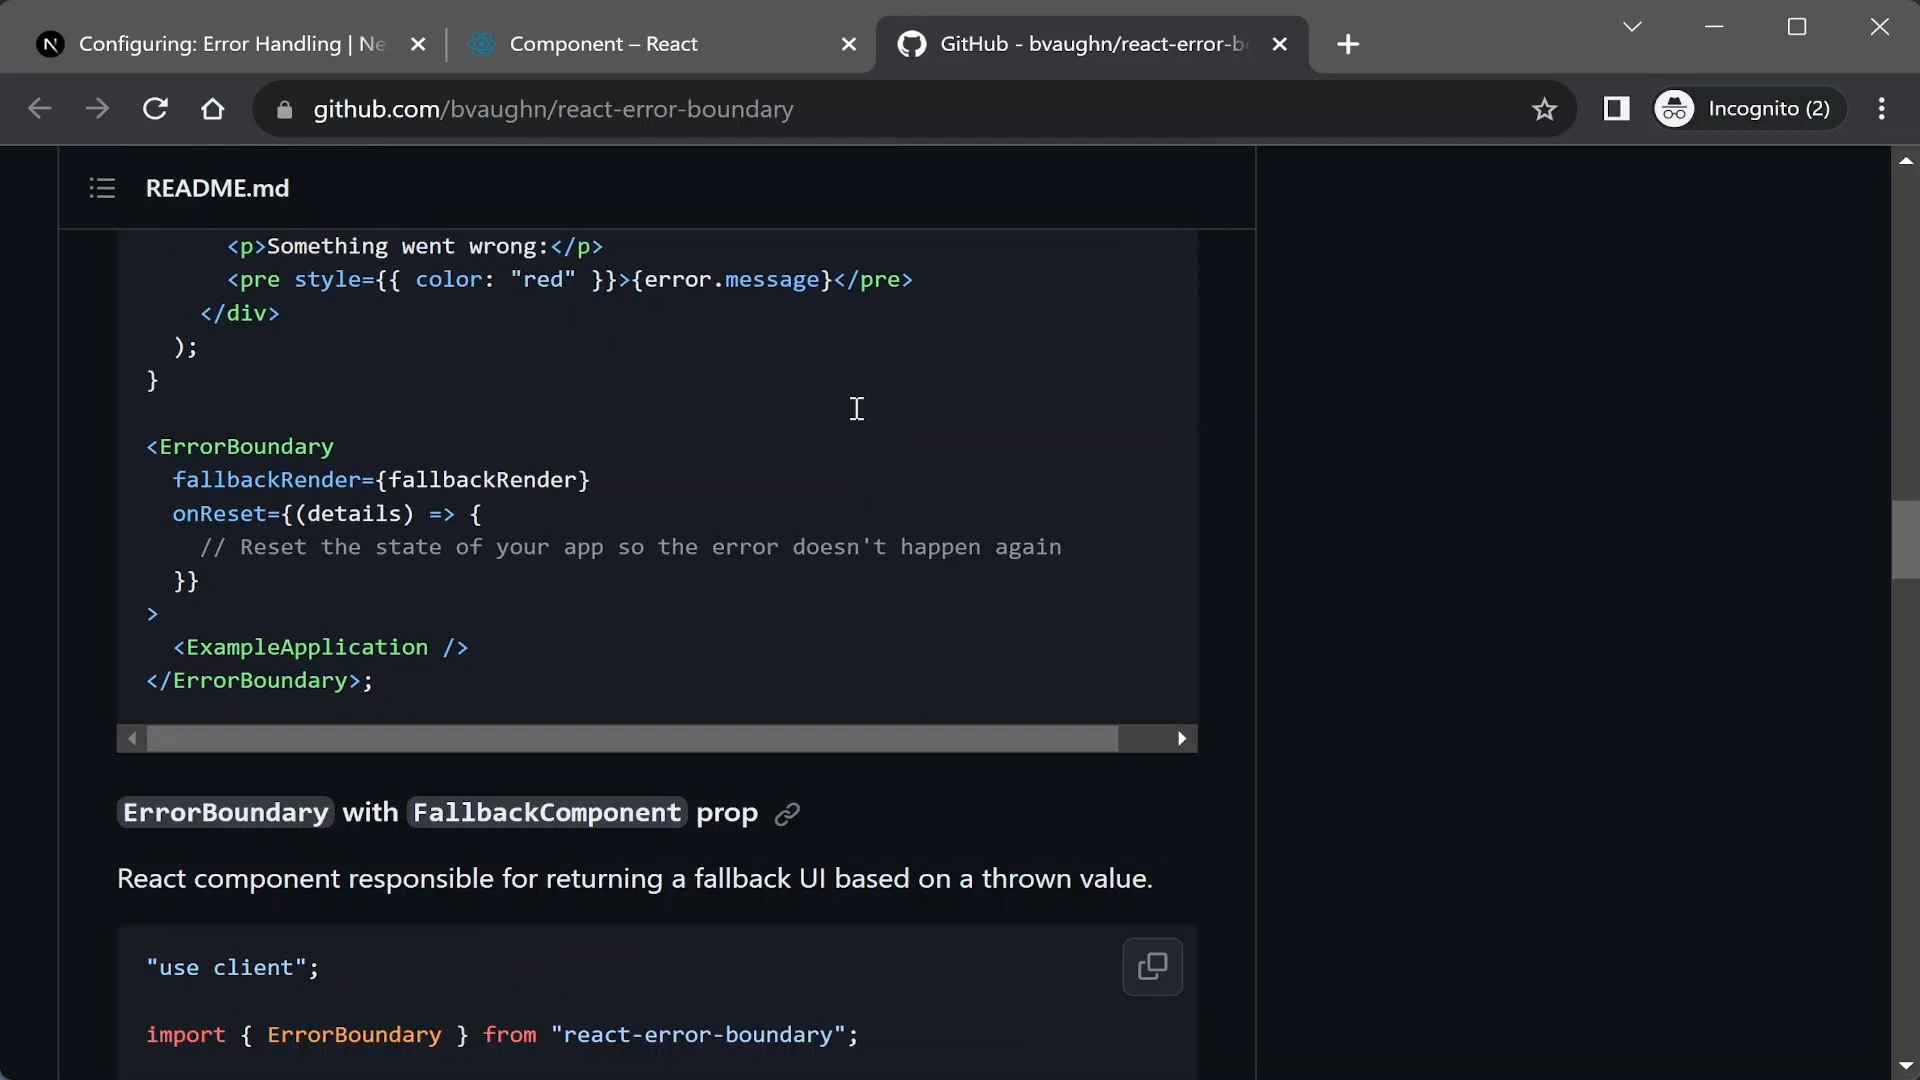 Configuring: Error Handling | Ne
Component – React
GitHub - bvaughn/react-error-b
github.com/bvaughn/react-error-boundary
Incognito (2)
README.md
<p>Something went wrong:</p>
<pre style={{ color: "red" }}>{error.message}</pre>
</div>
);
}
<ErrorBoundary
fallbackRender={fallbackRender}
onReset={(details) => {
// Reset the state of your app so the error doesn't happen again
}}
>
<ExampleApplication />
</ErrorBoundary>;
ErrorBoundary with FallbackComponent prop
React component responsible for returning a fallback UI based on a thrown value.
"use client";
import { ErrorBoundary } from "react-error-boundary";